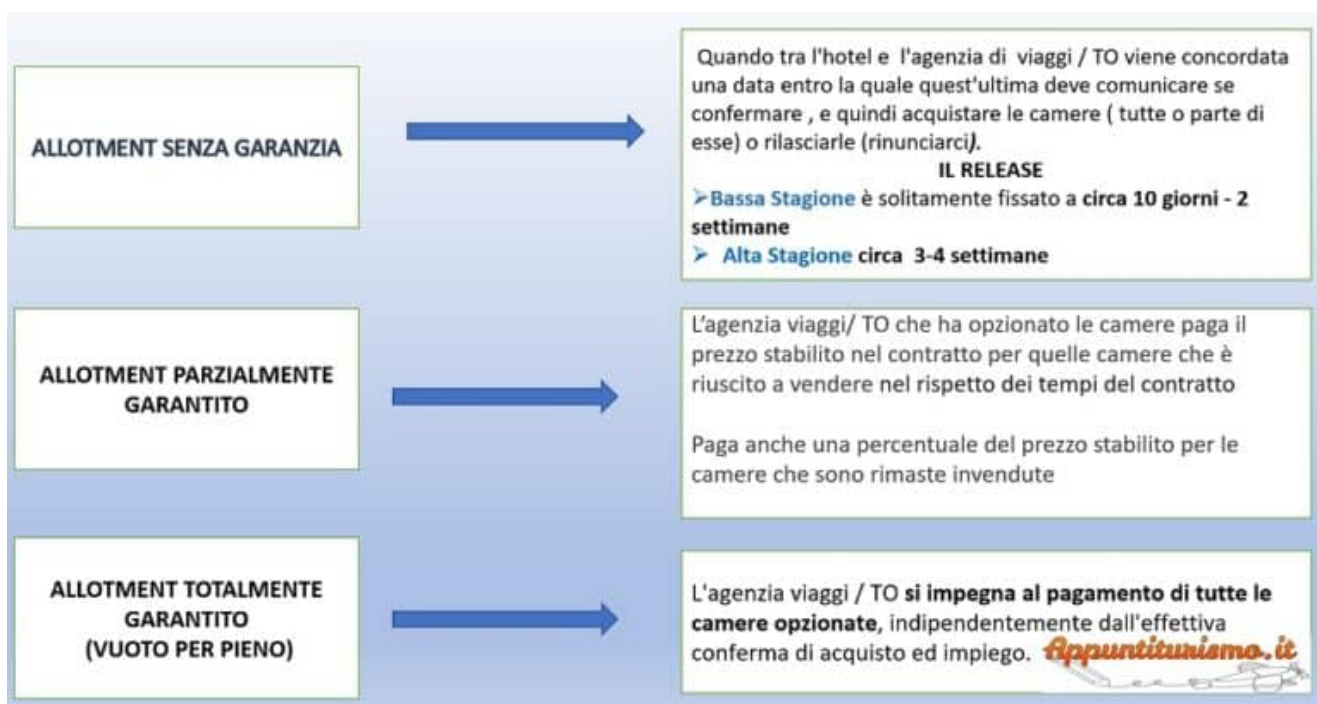 ALLOTMENT SENZA GARANZIA
Quando tra l'hotel e l'agenzia di viaggi / TO viene concordata
una data entro la quale quest'ultima deve comunicare se
confermare , e quindi acquistare le camere ( tutte o parte di
esse) o rilasciarle (rinunciarci).
IL RELEASE
➢Bassa Stagione è solitamente fissato a circa 10 giorni - 2
settimane
➢ Alta Stagione circa 3-4 settimane
ALLOTMENT PARZIALMENTE
GARANTITO
L'agenzia viaggi/ TO che ha opzionato le camere paga il
prezzo stabilito nel contratto per quelle camere che è
riuscito a vendere nel rispetto dei tempi del contratto
Paga anche una percentuale del prezzo stabilito per le
camere che sono rimaste invendute
ALLOTMENT TOTALMENTE
GARANTITO
(VUOTO PER PIENO)
L'agenzia viaggi / TO si impegna al pagamento di tutte le
camere opzionate, indipendentemente dall'effettiva
conferma di acquisto ed impiego.
Appuntiturismo.it